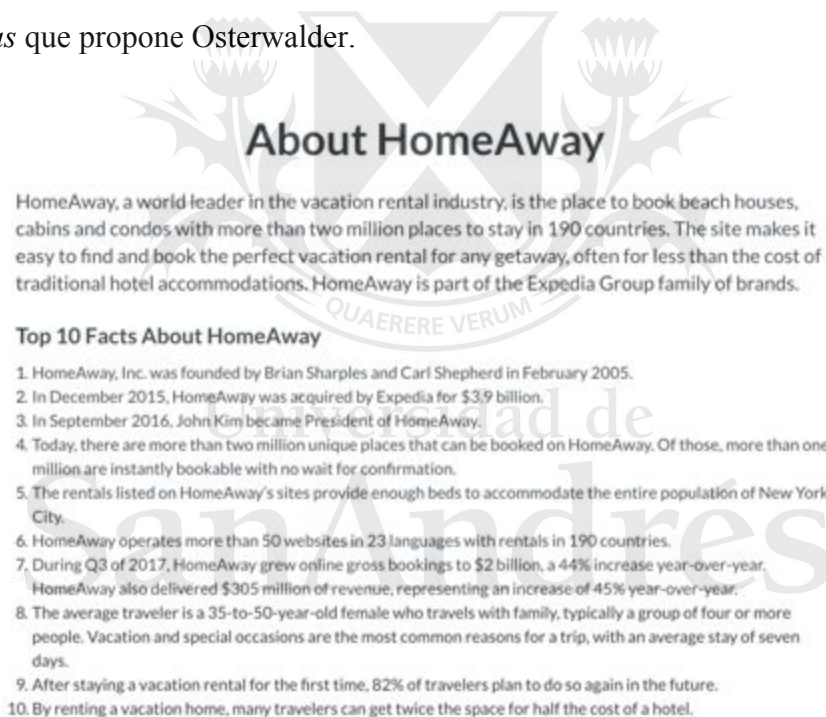 us que propone Osterwalder.
About HomeAway
HomeAway, a world leader in the vacation rental industry, is the place to book beach houses,
cabins and condos with more than two million places to stay in 190 countries. The site makes it
easy to find and book the perfect vacation rental for any getaway, often for less than the cost of
traditional hotel accommodations. HomeAway is part of the Expedia Group family of brands.
QUAERERE VERUM
Top 10 Facts About HomeAway
1. HomeAway, Inc. was founded by Brian Sharples and Carl Shepherd in February 2005.
2. In December 2015, HomeAway was acquired by Expedia for $3.9 billion.
3. In September 2016, John Kim became President of HomeAway.
Universidad de
4. Today, there are more than two million unique places that can be booked on HomeAway. Of those, more than one
million are instantly bookable with no wait for confirmation.
5. The rentals listed on HomeAway's sites provide enough beds to accommodate the entire population of New York
City.
SanAndrés
6. HomeAway operates more than 50 websites in 23 languages with rentals in 190 countries.
7. During Q3 of 2017, HomeAway grew online gross bookings to $2 billion, a 44% increase year-over-year.
HomeAway also delivered $305 million of revenue, representing an increase of 45% year-over-year.
8. The average traveler is a 35-to-50-year-old female who travels with family, typically a group of four or more
people. Vacation and special occasions are the most common reasons for a trip, with an average stay of seven
days.
9. After staying a vacation rental for the first time, 82% of travelers plan to do so again in the future.
10. By renting a vacation home, many travelers can get twice the space for half the cost of a hotel.